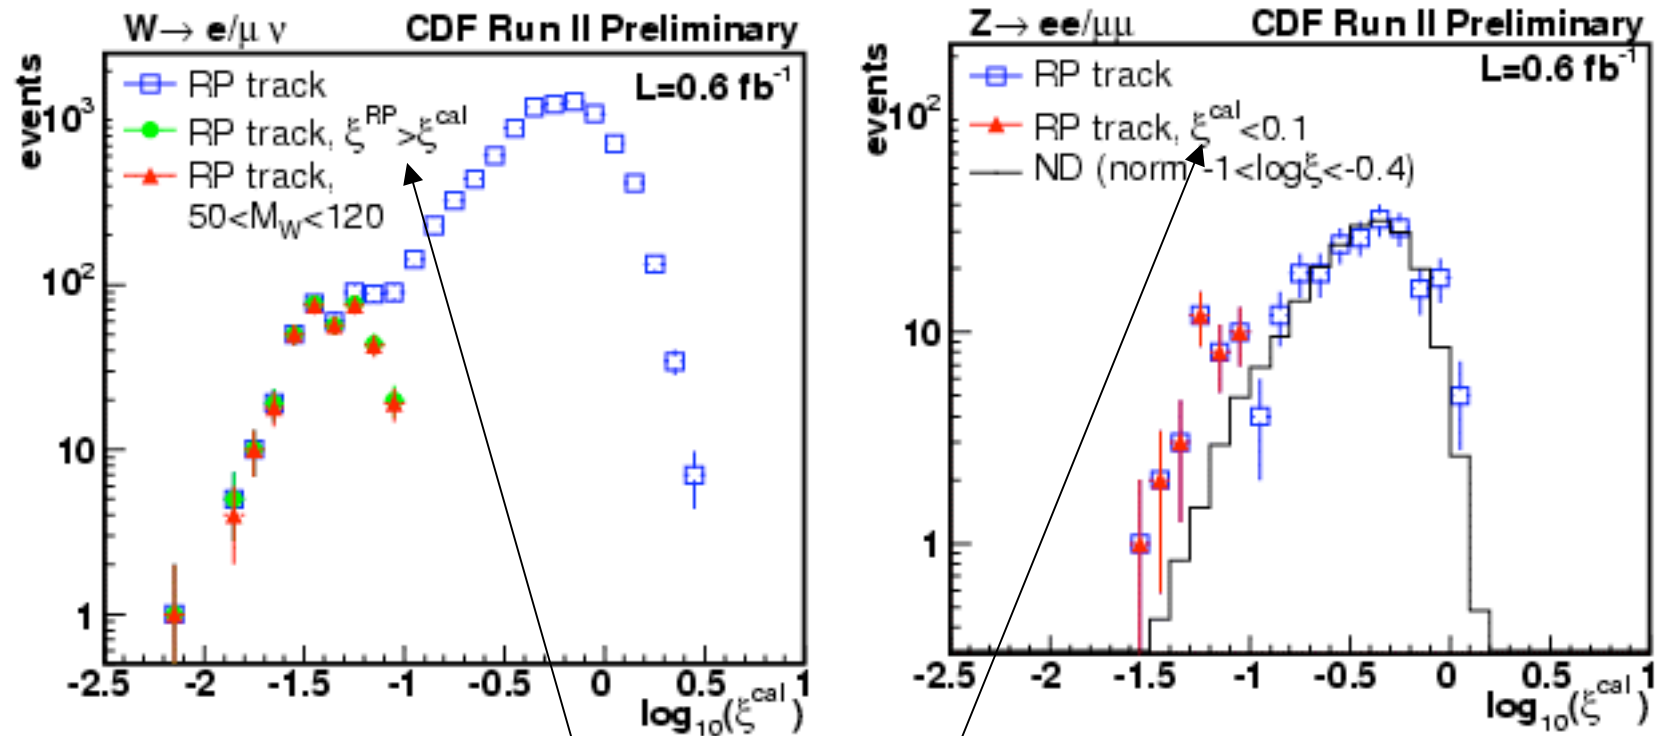 W→ e/μ ν CDF Run II Preliminary
events
RP track
L=0.6 fb⁻¹
RP track, ξ^RP>ξ^cal
RP track,
50<M_W<120
10³
10²
10
1
-2.5 -2 -1.5 -1 -0.5 0 0.5 1
log₁₀(ξ^cal)
Z→ ee/μμ CDF Run II Preliminary
events
RP track
L=0.6 fb⁻¹
RP track, ξ^cal<0.1
ND (norm -1<logξ<-0.4)
10²
10
1
-2.5 -2 -1.5 -1 -0.5 0 0.5 1
log₁₀(ξ^cal)